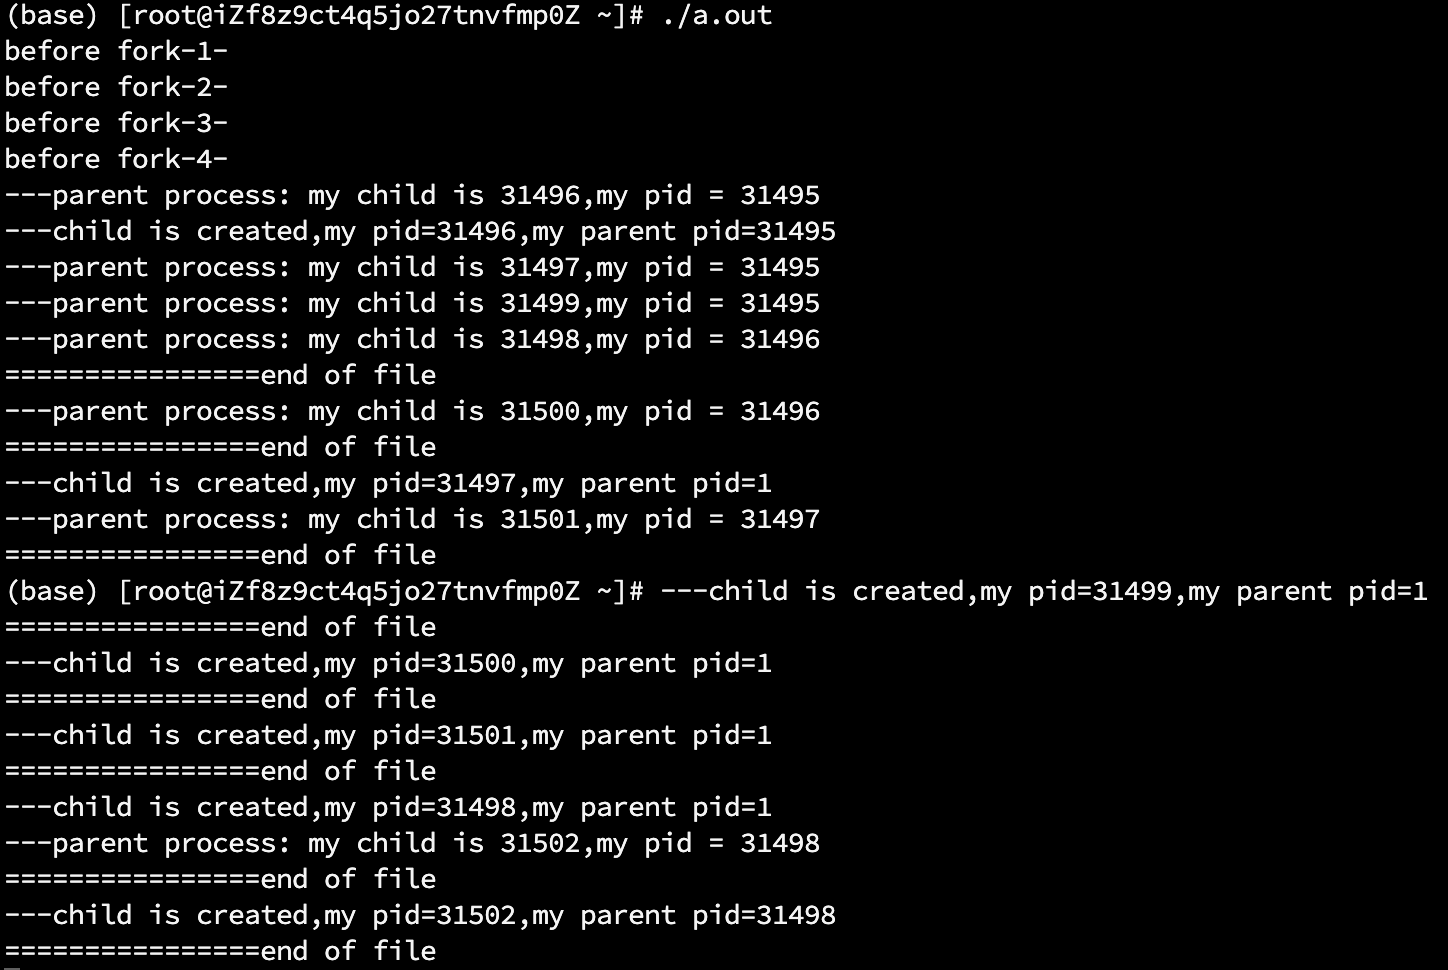 (base) [root@iZf8z9ct4q5jo27tnvfmp0Z ~]# ./a.out
before fork-1-
before fork-2-
before fork-3-
before fork-4-
---parent process: my child is 31496,my pid = 31495
---child is created,my pid=31496,my parent pid=31495
---parent process: my child is 31497,my pid = 31495
---parent process: my child is 31499,my pid = 31495
---parent process: my child is 31498,my pid = 31496
================end of file
---parent process: my child is 31500,my pid = 31496
================end of file
---child is created,my pid=31497,my parent pid=1
---parent process: my child is 31501,my pid = 31497
================end of file
(base) [root@iZf8z9ct4q5jo27tnvfmp0Z ~]# ---child is created,my pid=31499,my parent pid=1
================end of file
---child is created,my pid=31500,my parent pid=1
================end of file
---child is created,my pid=31501,my parent pid=1
================end of file
---child is created,my pid=31498,my parent pid=1
---parent process: my child is 31502,my pid = 31498
================end of file
---child is created,my pid=31502,my parent pid=31498
================end of file